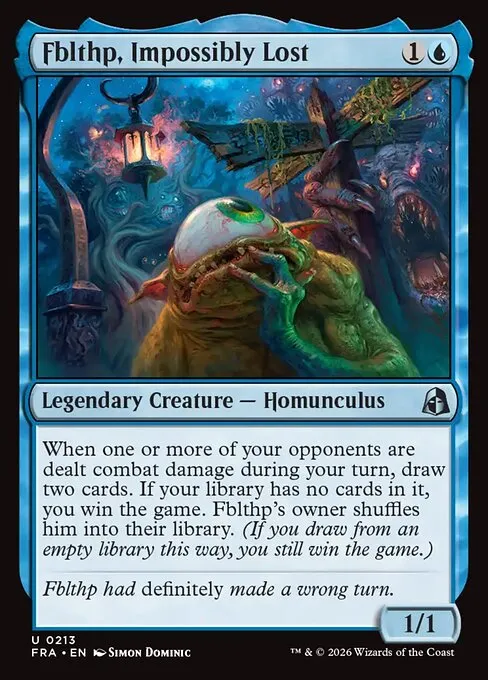 Fblthp, Impossibly Lost 1
Legendary Creature — Homunculus
When one or more of your opponents are
dealt combat damage during your turn, draw
two cards. If your library has no cards in it,
you win the game. Fblthp's owner shuffles
him into their library. (If you draw from an
empty library this way, you still win the game.)
Fblthp had definitely made a wrong turn.
1/1
U 0213
FRA • EN Simon Dominic
™ & © 2026 Wizards of the Coast